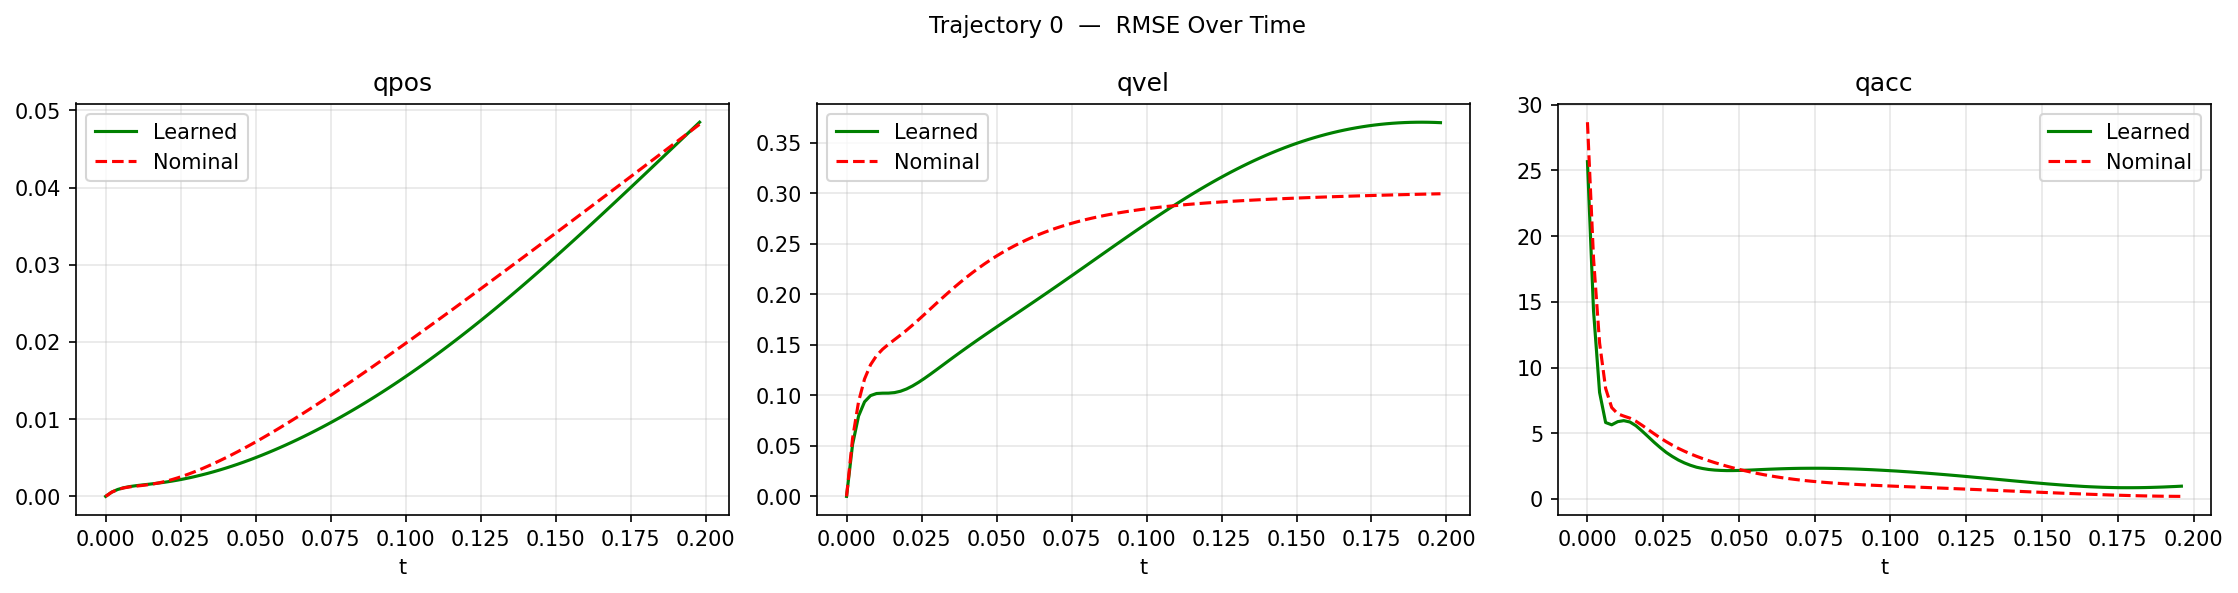 Trajectory 0 — RMSE Over Time
qpos
Learned
Nominal
0.05
0.04
0.03
0.02
0.01
0.00
0.000 0.025 0.050 0.075 0.100 0.125 0.150 0.175 0.200
t
qvel
Learned
Nominal
0.35
0.30
0.25
0.20
0.15
0.10
0.05
0.00
0.000 0.025 0.050 0.075 0.100 0.125 0.150 0.175 0.200
t
qacc
Learned
Nominal
30
25
20
15
10
5
0
0.000 0.025 0.050 0.075 0.100 0.125 0.150 0.175 0.200
t